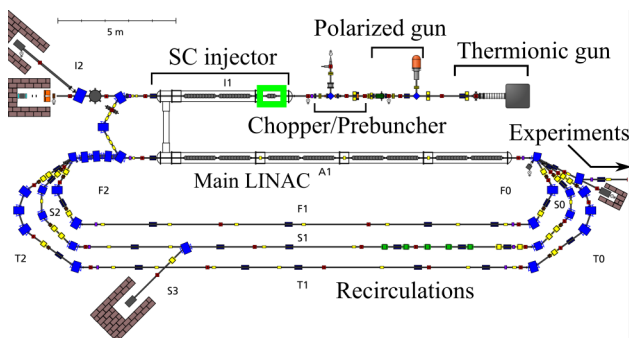 5 m
Polarized gun
I2
SC injector
Thermionic gun
I1
Chopper/Prebuncher
Experiments
Main LINAC
A1
F2
F0
S2
S0
F1
S1
T2
T0
S3
T1
Recirculations